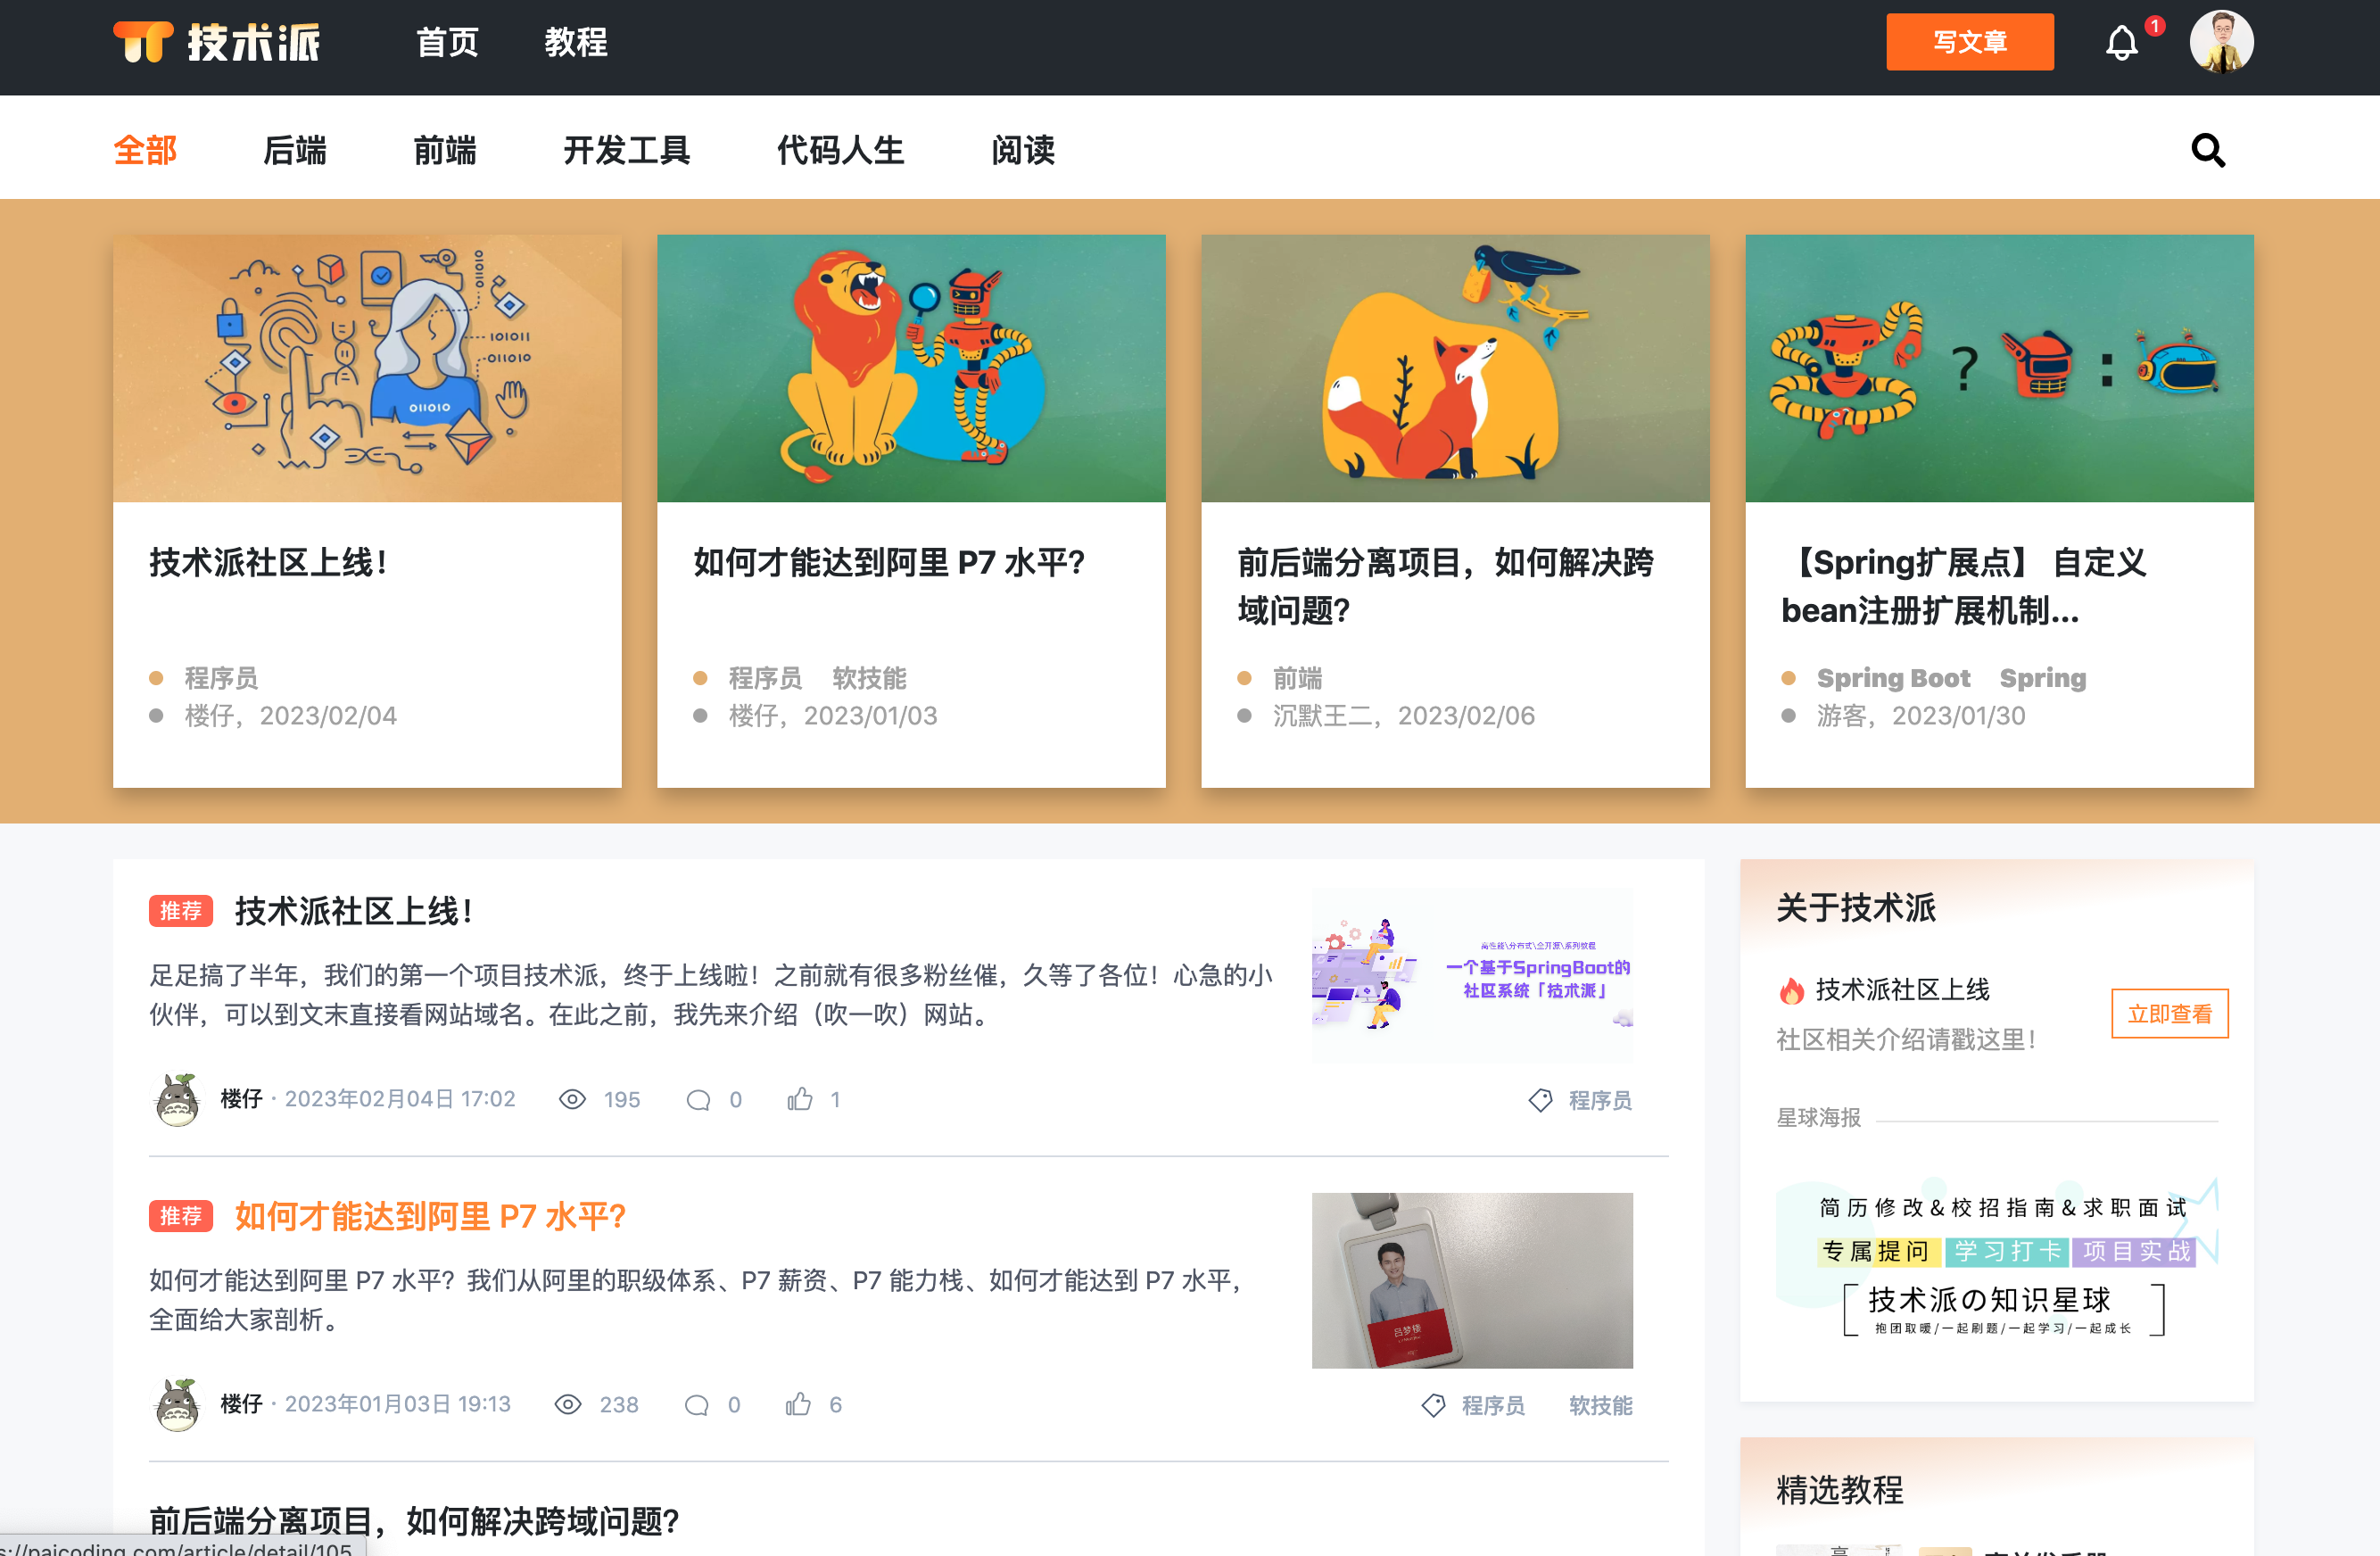 技术派
首页
教程
写文章
1
全部
后端
前端
开发工具
代码人生
阅读
011010
101011
011010
01011
?
:
技术派社区上线！
程序员
楼仔，2023/02/04
如何才能达到阿里 P7 水平？
程序员 软技能
楼仔，2023/01/03
前后端分离项目，如何解决跨
域问题？
前端
沉默王二，2023/02/06
【Spring扩展点】 自定义
bean注册扩展机制...
Spring Boot Spring
游客，2023/01/30
推荐 技术派社区上线！
足足搞了半年，我们的第一个项目技术派，终于上线啦！之前就有很多粉丝催，久等了各位！心急的小
伙伴，可以到文末直接看网站域名。在此之前，我先来介绍（吹一吹）网站。
高性能\分布式\全开源\系列教程
一个基于SpringBoot的
社区系统「技术派」
楼仔 · 2023年02月04日 17:02 195 0 1
程序员
推荐 如何才能达到阿里 P7 水平？
如何才能达到阿里 P7 水平？我们从阿里的职级体系、P7 薪资、P7 能力栈、如何才能达到 P7 水平，
全面给大家剖析。
吕梦楼
楼仔 · 2023年01月03日 19:13 238 0 6
程序员 软技能
前后端分离项目，如何解决跨域问题？
s://paicoding.com/article/detail/105
关于技术派
技术派社区上线
社区相关介绍请戳这里！
立即查看
星球海报
简历修改&校招指南&求职面试
专属提问 学习打卡 项目实战
技术派の知识星球
抱团取暖/一起刷题/一起学习/一起成长
精选教程